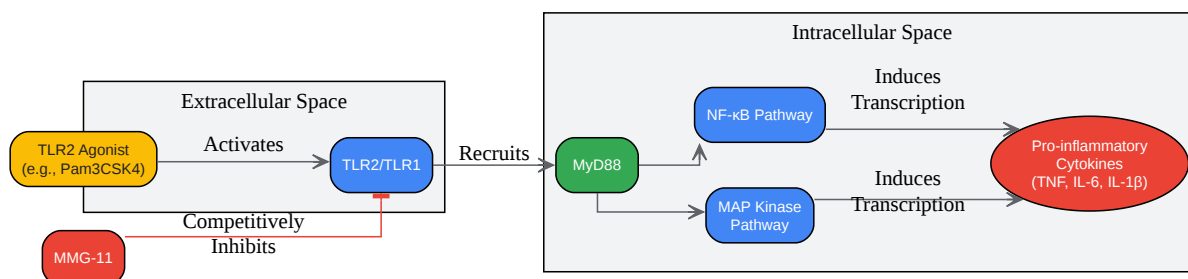 Intracellular Space
Extracellular Space
TLR2 Agonist
(e.g., Pam3CSK4)
Activates
TLR2/TLR1
Recruits
MyD88
NF-κB Pathway
Induces
Transcription
MAP Kinase
Pathway
Induces
Transcription
Pro-inflammatory
Cytokines
(TNF, IL-6, IL-1β)
Competitively
Inhibits
MMG-11